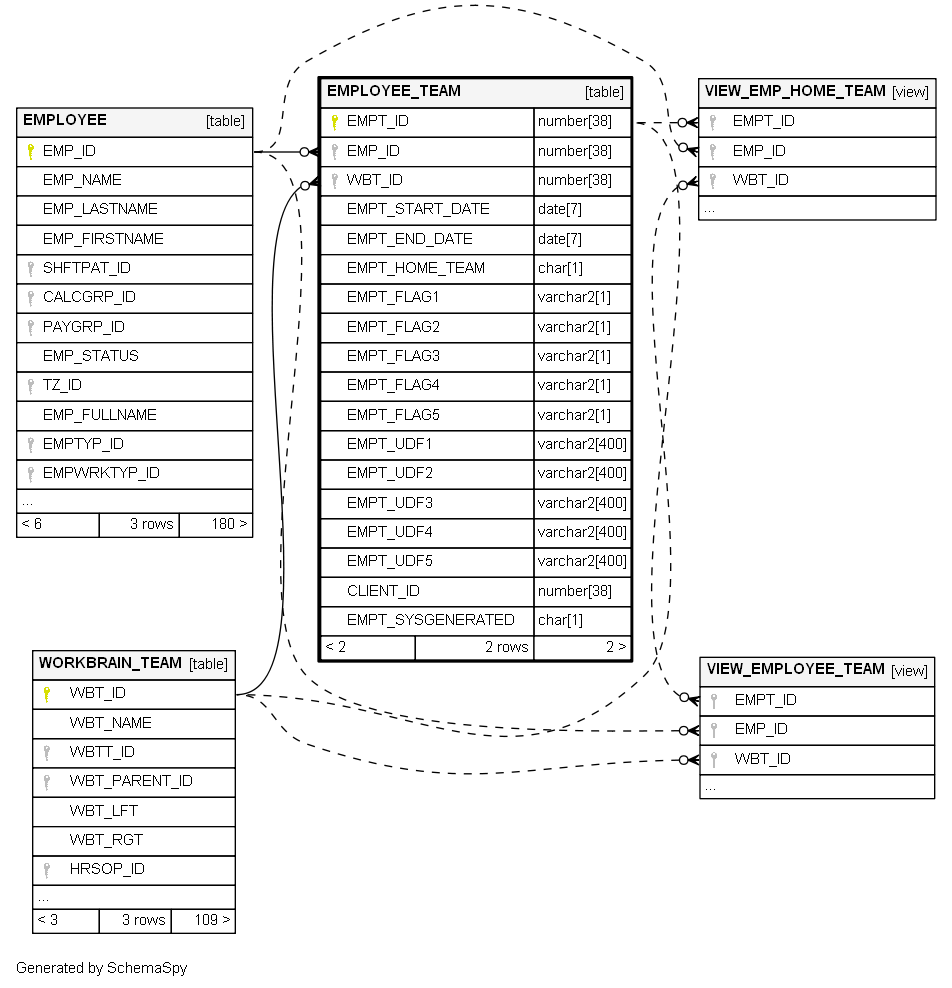 EMPLOYEE [table]
EMP_ID
EMP_NAME
EMP_LASTNAME
EMP_FIRSTNAME
SHFTPAT_ID
CALCGRP_ID
PAYGRP_ID
EMP_STATUS
TZ_ID
EMP_FULLNAME
EMPTYP_ID
EMPWRKTYP_ID
...
< 6 3 rows 180 >
EMPLOYEE_TEAM [table]
EMPT_ID number[38]
EMP_ID number[38]
WBT_ID number[38]
EMPT_START_DATE date[7]
EMPT_END_DATE date[7]
EMPT_HOME_TEAM char[1]
EMPT_FLAG1 varchar2[1]
EMPT_FLAG2 varchar2[1]
EMPT_FLAG3 varchar2[1]
EMPT_FLAG4 varchar2[1]
EMPT_FLAG5 varchar2[1]
EMPT_UDF1 varchar2[400]
EMPT_UDF2 varchar2[400]
EMPT_UDF3 varchar2[400]
EMPT_UDF4 varchar2[400]
EMPT_UDF5 varchar2[400]
CLIENT_ID number[38]
EMPT_SYSGENERATED char[1]
< 2 2 rows 2 >
VIEW_EMP_HOME_TEAM [view]
EMPT_ID
EMP_ID
WBT_ID
...
WORKBRAIN_TEAM [table]
WBT_ID
WBT_NAME
WBTT_ID
WBT_PARENT_ID
WBT_LFT
WBT_RGT
HRSOP_ID
...
< 3 3 rows 109 >
VIEW_EMPLOYEE_TEAM [view]
EMPT_ID
EMP_ID
WBT_ID
...
Generated by SchemaSpy